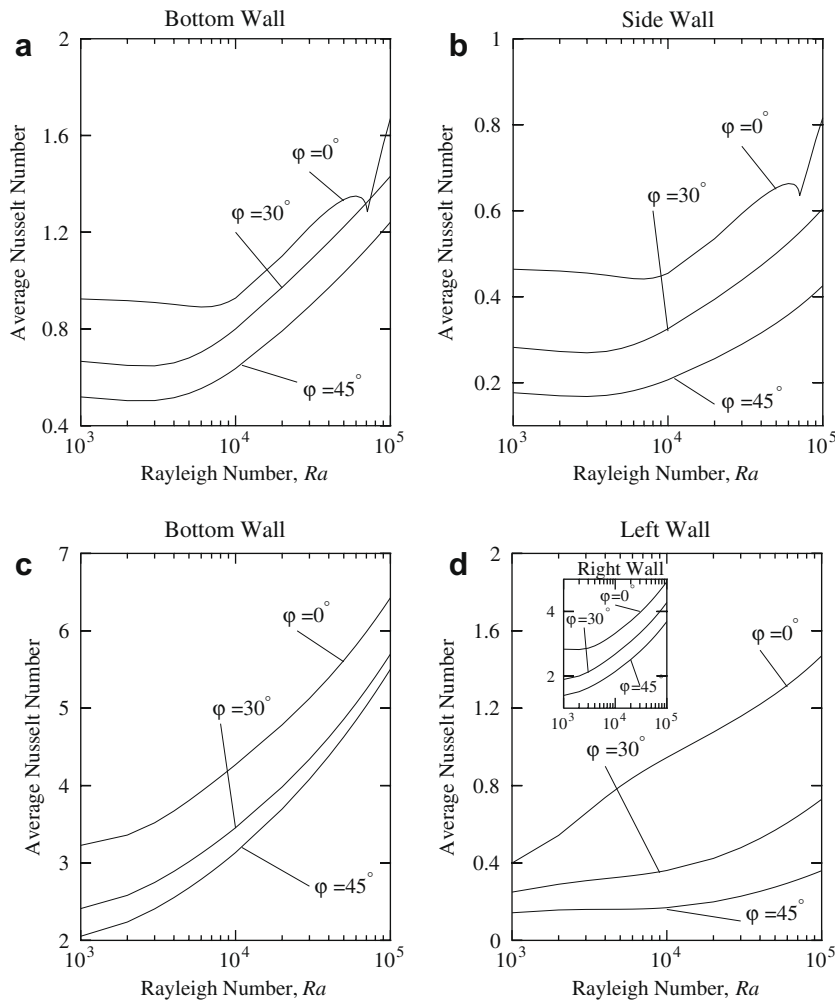 a
Bottom Wall
Average Nusselt Number
2
1.6
1.2
0.8
0.4
φ =0°
φ =30°
φ =45°
10³ 10⁴ 10⁵
Rayleigh Number, Ra
b
Side Wall
Average Nusselt Number
1
0.8
0.6
0.4
0.2
φ =0°
φ =30°
φ =45°
10³ 10⁴ 10⁵
Rayleigh Number, Ra
c
Bottom Wall
Average Nusselt Number
7
6
5
4
3
2
φ =0°
φ =30°
φ =45°
10³ 10⁴ 10⁵
Rayleigh Number, Ra
d
Left Wall
Average Nusselt Number
2
1.6
1.2
0.8
0.4
0
Right Wall
4
2
φ=0°
φ=30°
φ=45
10³ 10⁴ 10⁵
φ =0°
φ =30°
φ =45°
10³ 10⁴ 10⁵
Rayleigh Number, Ra